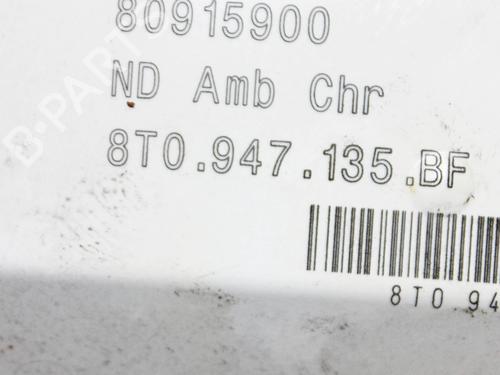 80915900
ND Amb Chr
8T0.947.135.BF
8T0 94
B-PARTS